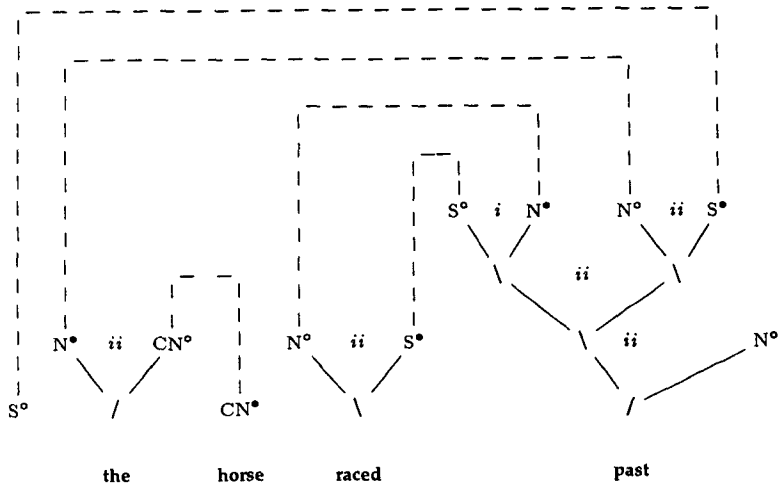 S° i N• N° ii S•
\ ii \
N• ii CN° N° ii S• \ ii N°
S° / CN• / /
the horse raced past